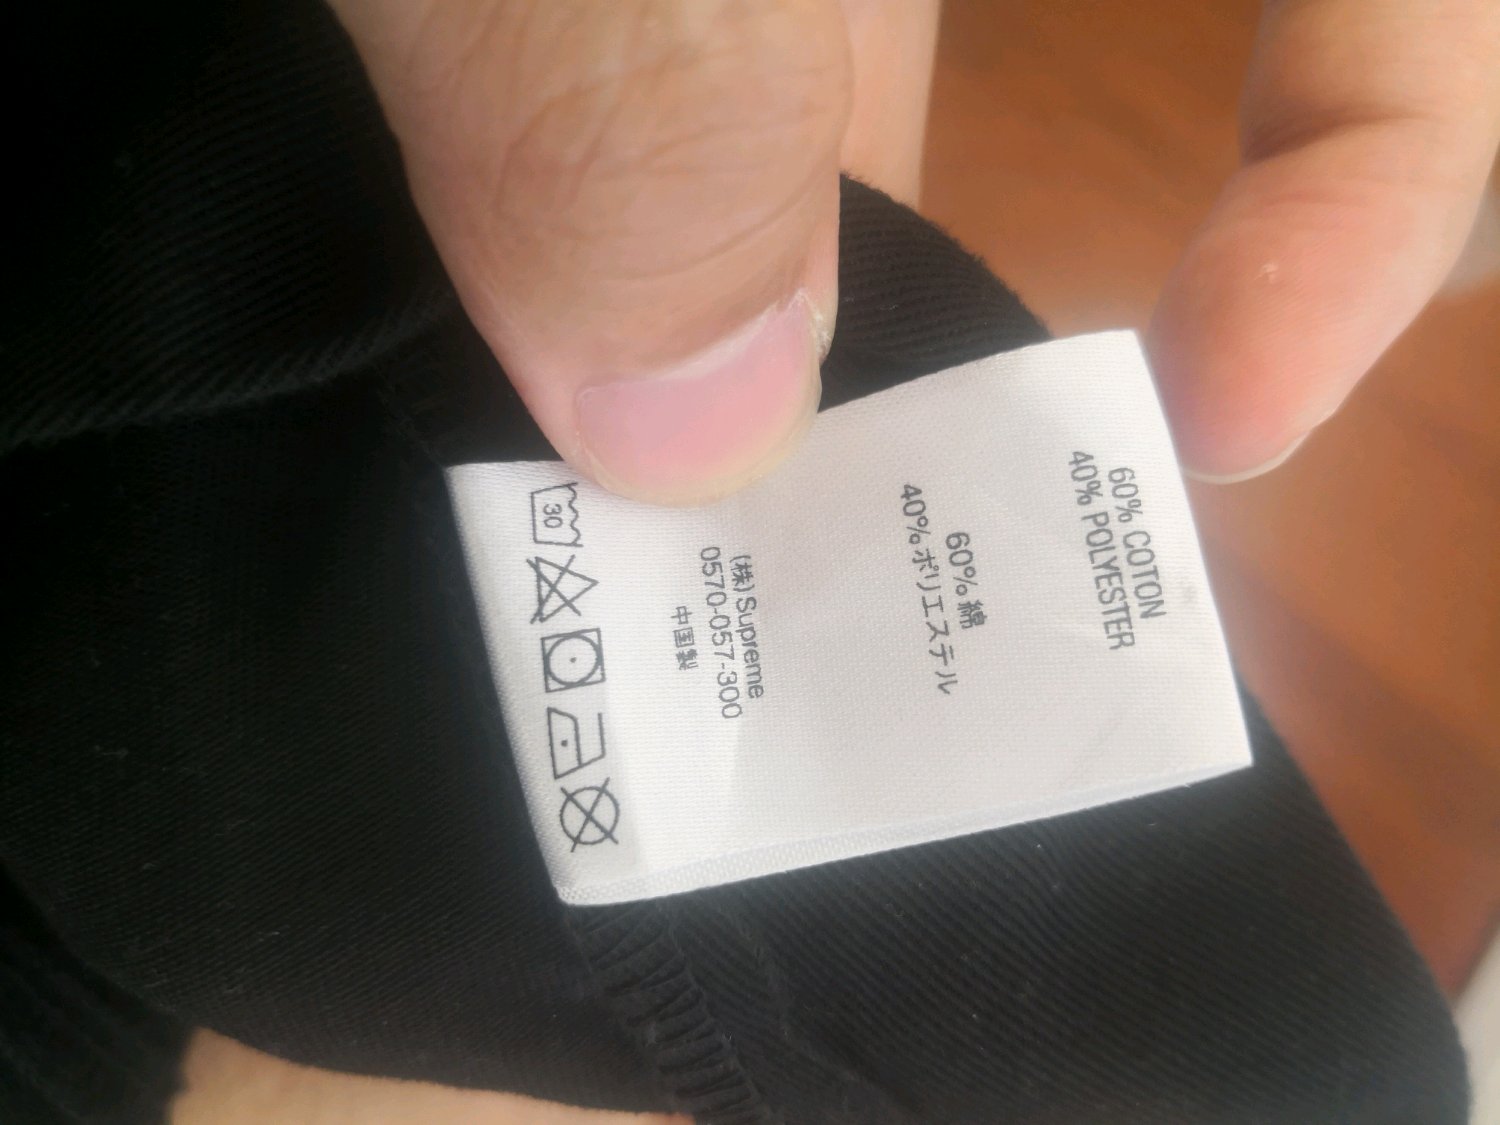 60% COTTON
40% POLYESTER
60% 綿
40% ポリエステル
(株) Supreme
0570-057-300
中国製
30